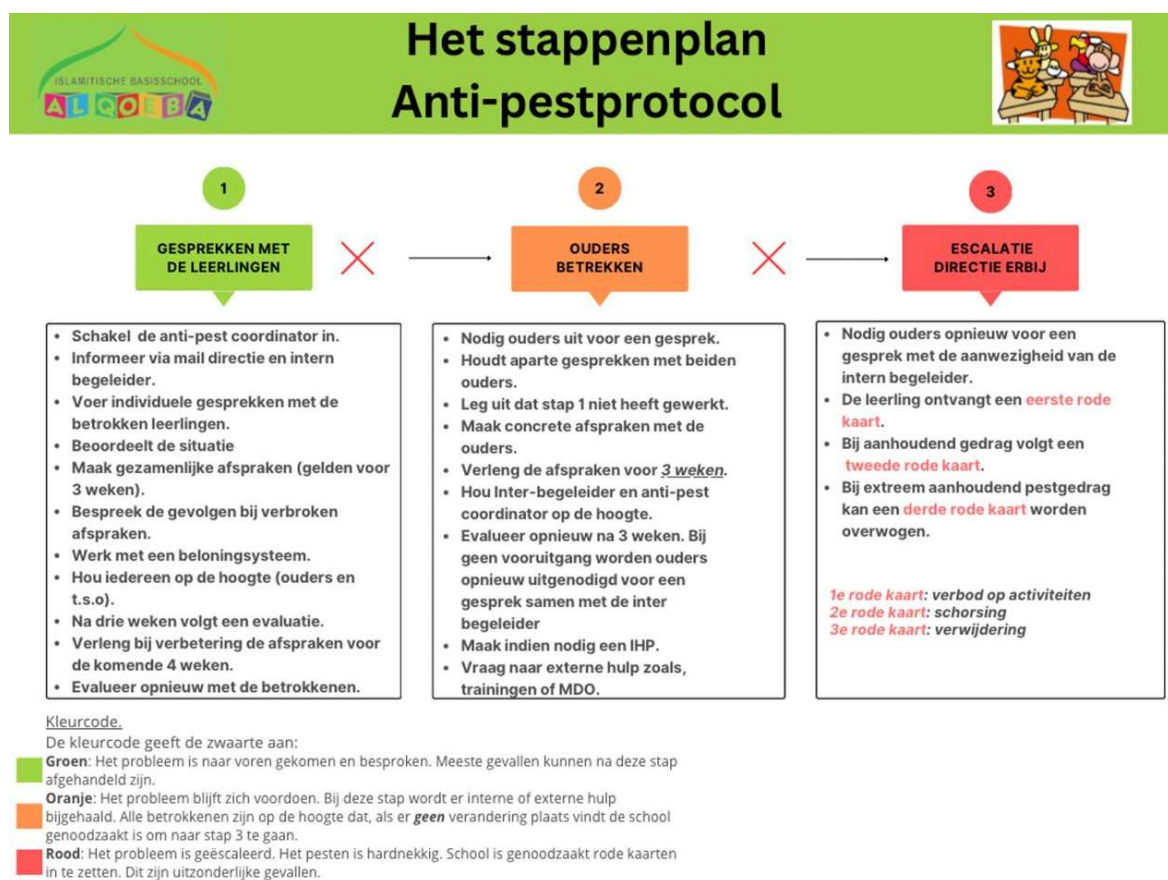 ISLAMITISCHE BASISSCHOOL
AL QOEBA
Het stappenplan
Anti-pestprotocol
1
GESPREKKEN MET
DE LEERLINGEN
2
OUDERS
BETREKKEN
3
ESCALATIE
DIRECTIE ERBIJ
• Schakel de anti-pest coordinator in.
• Informeer via mail directie en intern
begeleider.
• Voer individuele gesprekken met de
betrokken leerlingen.
• Beoordeelt de situatie
• Maak gezamenlijke afspraken (gelden voor
3 weken).
• Bespreek de gevolgen bij verbroken
afspraken.
• Werk met een beloningsysteem.
• Hou iedereen op de hoogte (ouders en
t.s.o).
• Na drie weken volgt een evaluatie.
• Verleng bij verbetering de afspraken voor
de komende 4 weken.
• Evalueer opnieuw met de betrokkenen.
• Nodig ouders uit voor een gesprek.
• Houdt aparte gesprekken met beiden
ouders.
• Leg uit dat stap 1 niet heeft gewerkt.
• Maak concrete afspraken met de
ouders.
• Verleng de afspraken voor 3 weken.
• Hou Inter-begeleider en anti-pest
coordinator op de hoogte.
• Evalueer opnieuw na 3 weken. Bij
geen vooruitgang worden ouders
opnieuw uitgenodigd voor een
gesprek samen met de inter
begeleider
• Maak indien nodig een IHP.
• Vraag naar externe hulp zoals,
trainingen of MDO.
• Nodig ouders opnieuw voor een
gesprek met de aanwezigheid van de
intern begeleider.
• De leerling ontvangt een eerste rode
kaart.
• Bij aanhoudend gedrag volgt een
tweede rode kaart.
• Bij extreem aanhoudend pestgedrag
kan een derde rode kaart worden
overwogen.
1e rode kaart: verbod op activiteiten
2e rode kaart: schorsing
3e rode kaart: verwijdering
Kleurcode.
De kleurcode geeft de zwaarte aan:
Groen: Het probleem is naar voren gekomen en besproken. Meeste gevallen kunnen na deze stap
afgehandeld zijn.
Oranje: Het probleem blijft zich voordoen. Bij deze stap wordt er interne of externe hulp
bijgehaald. Alle betrokkenen zijn op de hoogte dat, als er geen verandering plaats vindt de school
genoodzaakt is om naar stap 3 te gaan.
Rood: Het probleem is geëscaleerd. Het pesten is hardnekkig. School is genoodzaakt rode kaarten
in te zetten. Dit zijn uitzonderlijke gevallen.